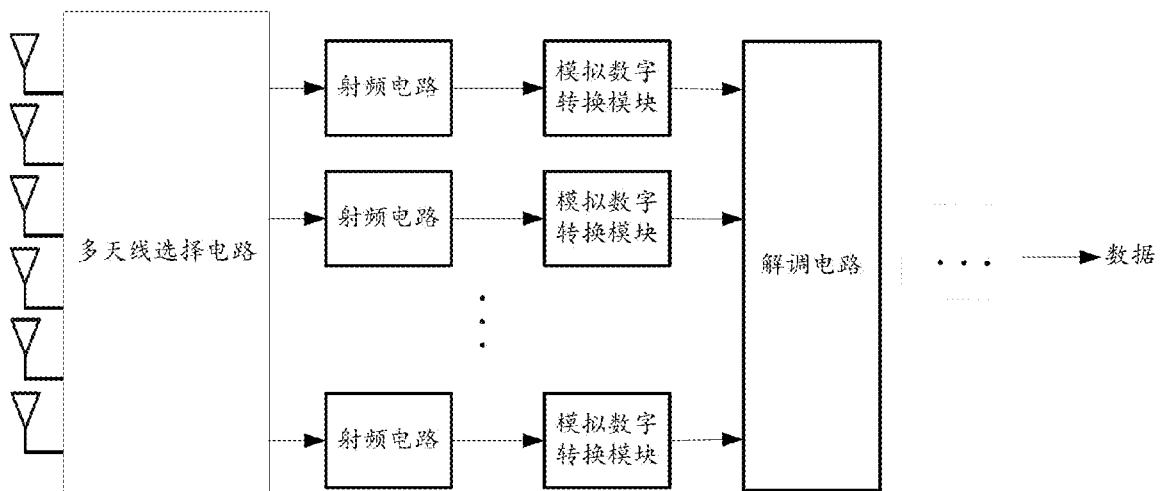 多天线选择电路
射频电路
模拟数字
转换模块
射频电路
模拟数字
转换模块
射频电路
模拟数字
转换模块
解调电路
数据